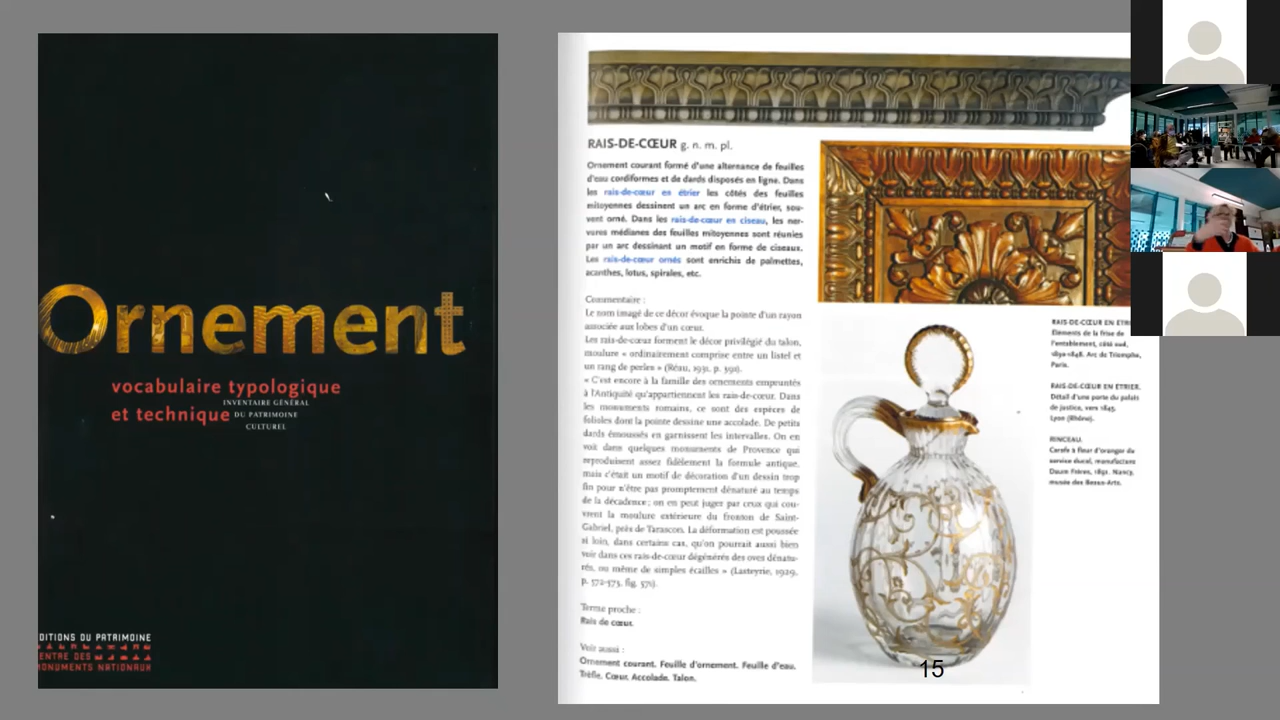 Ornement
vocabulaire typologique
et technique
INVENTAIRE GÉNÉRAL
DU PATRIMOINE
CULTUREL
DITIONS DU PATRIMOINE
ENTRE DES
MONUMENTS NATIONAUX
RAIS-DE-CŒUR g. n. m. pl.
Ornement courant formé d'une alternance de feuilles
d'eau cordiformes et de dards disposés en ligne. Dans
les rais-de-cœur en étrier les côtés des feuilles
mitoyennes dessinent un arc en forme d'étrier, sou-
vent orné. Dans les rais-de-cœur en ciseau, les ner-
vures médianes des feuilles mitoyennes sont réunies
par un arc dessinant un motif en forme de ciseaux.
Les rais-de-cœur ornés sont enrichis de palmettes,
acanthes, lotus, spirales, etc.
Commentaire :
Le nom imagé de ce décor évoque la pointe d'un rayon
associée aux lobes d'un cœur.
Les rais-de-cœur forment le décor privilégié du talon,
moulure « ordinairement comprise entre un listel et
un rang de perles » (Réau, 1931, p. 392).
« C'est encore à la famille des ornements empruntés
à l'Antiquité qu'appartiennent les rais-de-cœur. Dans
les monuments romains, ce sont des espèces de
folioles dont la pointe dessine une accolade. De petits
dards émoussés en garnissent les intervalles. On en
voit dans quelques monuments de Provence qui
reproduisent assez fidèlement la formule antique,
mais c'était un motif de décoration d'un dessin trop
fin pour n'être pas promptement dénaturé au temps
de la décadence ; on en peut juger par ceux qui cou-
vrent la moulure extérieure du fronton de Saint-
Gabriel, près de Tarascon. La déformation est poussée
si loin, dans certains cas, qu'on pourrait aussi bien
voir dans ces rais-de-cœur dégénérés des oves dénatu-
rés, ou même de simples écailles » (Lasteyrie, 1929,
p. 572-573, fig. 571).
Terme proche :
Rais de cœur.
Voir aussi :
Ornement courant. Feuille d'ornement. Feuille d'eau.
Trèfle. Cœur. Accolade. Talon.
RAIS-DE-CŒUR EN ÉTRI
Éléments de la frise de
l'entablement, côté sud,
Arc de Triomphe,
Paris.
RAIS-DE-CŒUR EN ÉTRIER.
Détail d'une porte du palais
de justice, vers 1845.
Lyon (Rhône).
RINCEAU.
Carafe à fleur d'oranger du
service ducal, manufacture
Daum Frères, 1891. Nancy,
musée des Beaux-Arts.
15